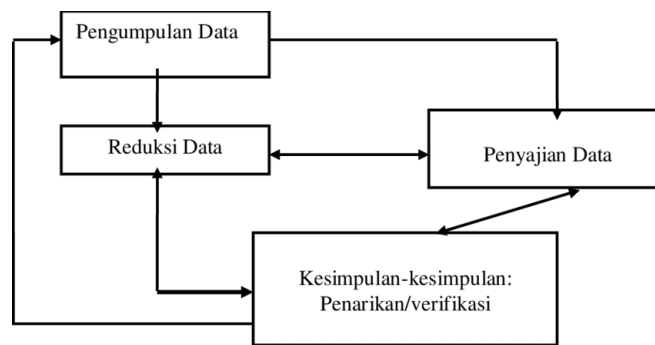 Pengumpulan Data
Reduksi Data
Penyajian Data
Kesimpulan-kesimpulan:
Penarikan/verifikasi